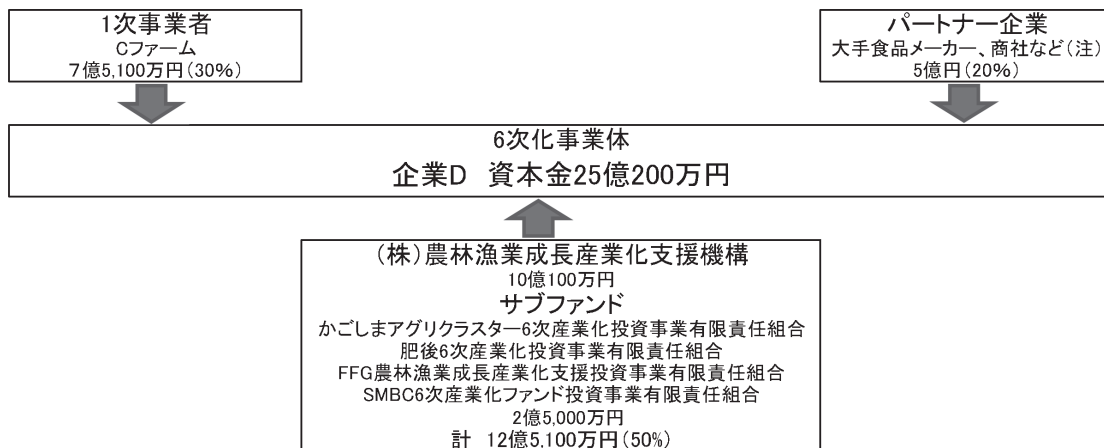 1次事業者
Cファーム
7億5,100万円(30%)
パートナー企業
大手食品メーカー、商社など(注)
5億円(20%)
6次化事業体
企業D 資本金25億200万円
(株)農林漁業成長産業化支援機構
10億100万円
サブファンド
かごしまアグリクラスター6次産業化投資事業有限責任組合
肥後6次産業化投資事業有限責任組合
FFG農林漁業成長産業化支援投資事業有限責任組合
SMBC6次産業化ファンド投資事業有限責任組合
2億5,000万円
計 12億5,100万円(50%)